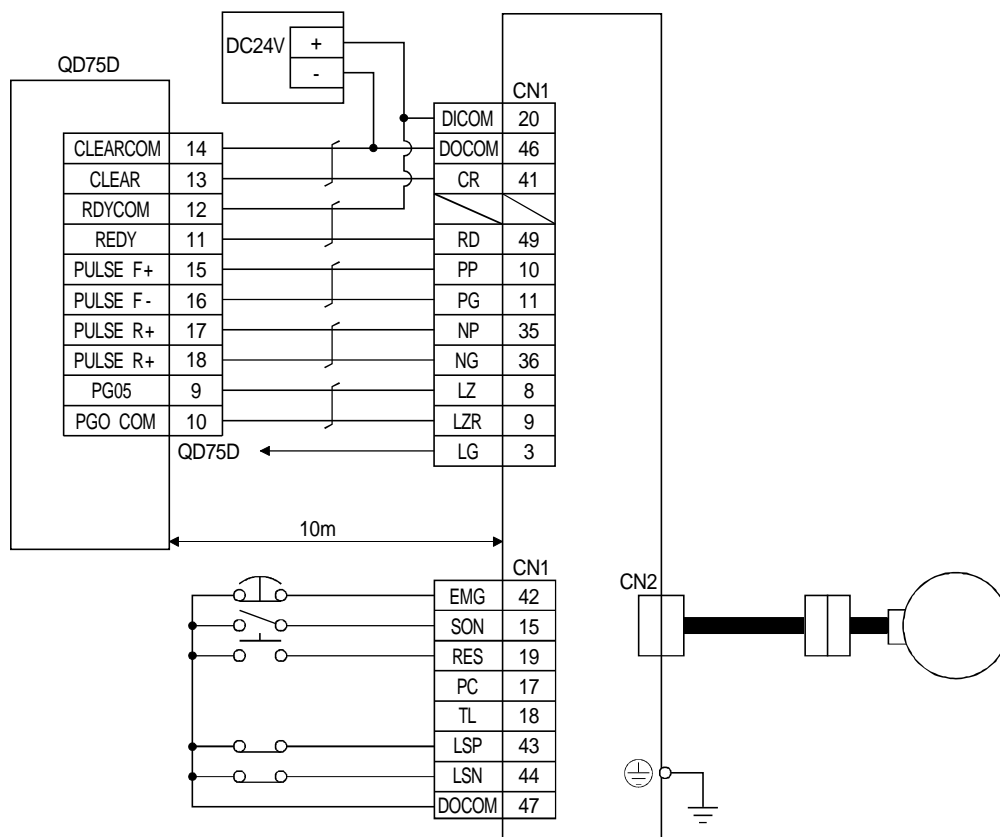 QD75D
DC24V + -
CN1
DICOM 20
CLEARCOM 14 DOCOM 46
CLEAR 13 CR 41
RDYCOM 12
REDY 11 RD 49
PULSE F+ 15 PP 10
PULSE F- 16 PG 11
PULSE R+ 17 NP 35
PULSE R+ 18 NG 36
PG05 9 LZ 8
PGO COM 10 LZR 9
QD75D LG 3
10m
CN1
CN2
EMG 42
SON 15
RES 19
PC 17
TL 18
LSP 43
LSN 44
DOCOM 47